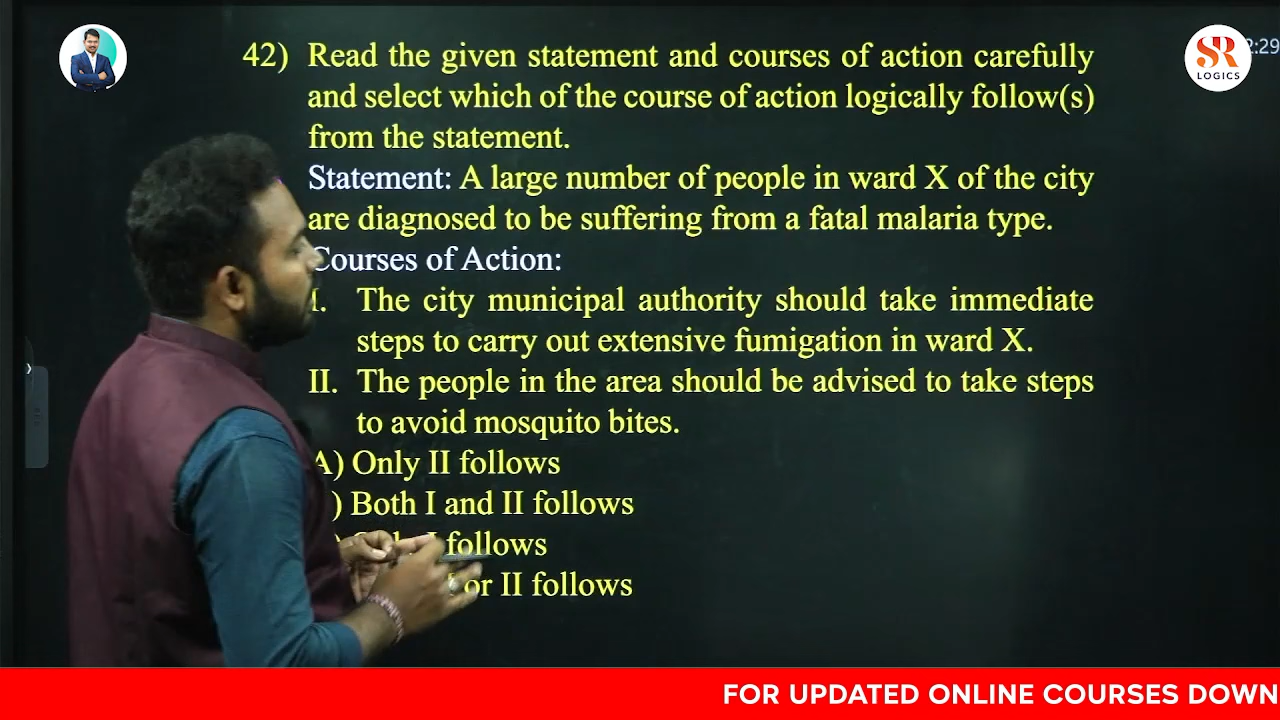 SR
LOGICS
2:29
42) Read the given statement and courses of action carefully
and select which of the course of action logically follow(s)
from the statement.
Statement: A large number of people in ward X of the city
are diagnosed to be suffering from a fatal malaria type.
Courses of Action:
I. The city municipal authority should take immediate
steps to carry out extensive fumigation in ward X.
II. The people in the area should be advised to take steps
to avoid mosquito bites.
A) Only II follows
) Both I and II follows
I follows
or II follows
FOR UPDATED ONLINE COURSES DOWN